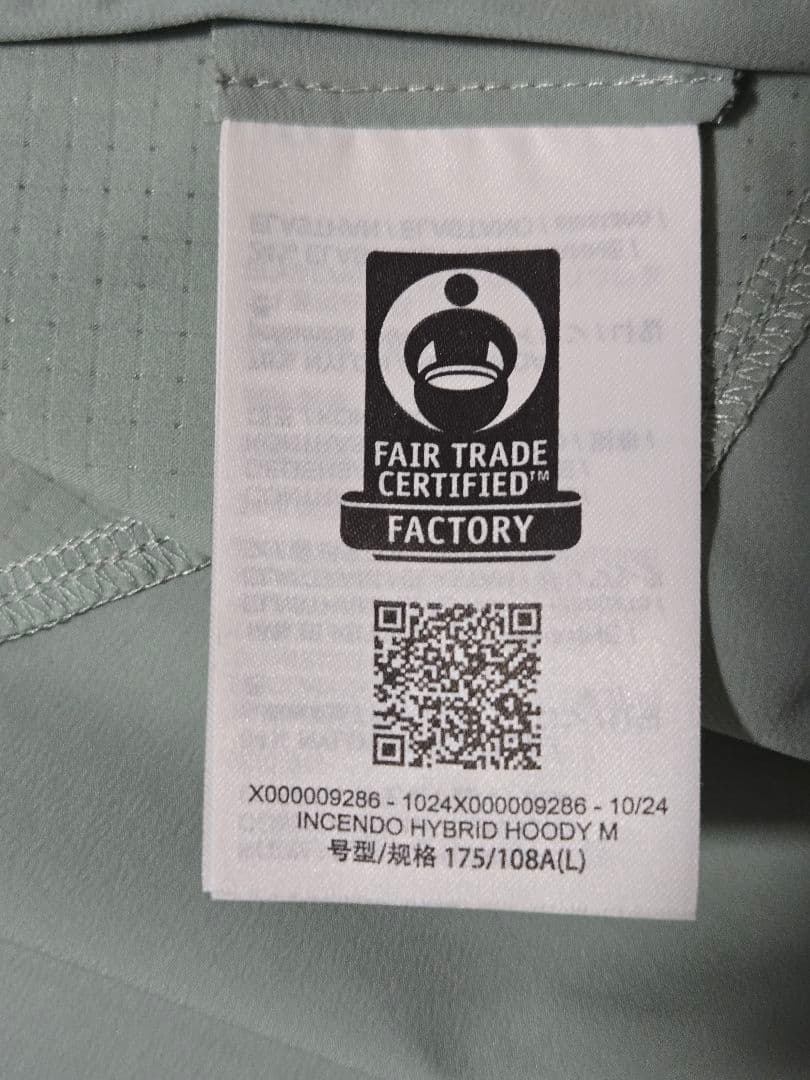 FAIR TRADE
CERTIFIED™
FACTORY
X000009286 - 1024X000009286 - 10/24
INCENDO HYBRID HOODY M
号型/规格 175/108A(L)